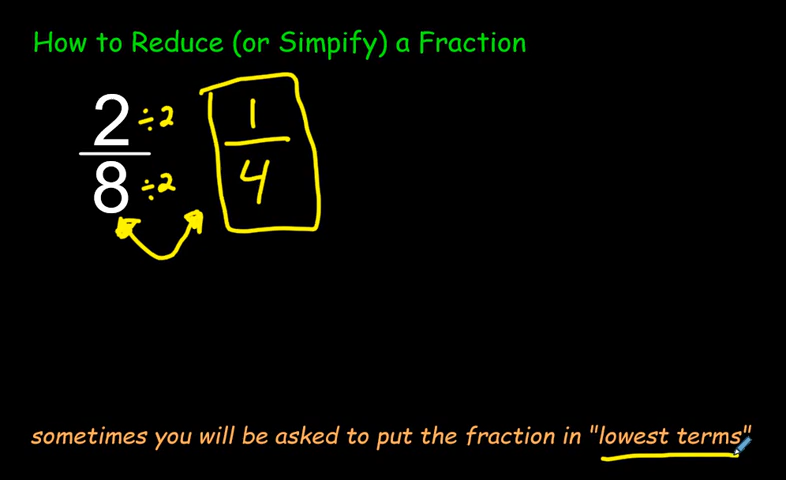 How to Reduce (or Simpify) a Fraction
2 ÷2
8 ÷2
1
4
sometimes you will be asked to put the fraction in "lowest terms"